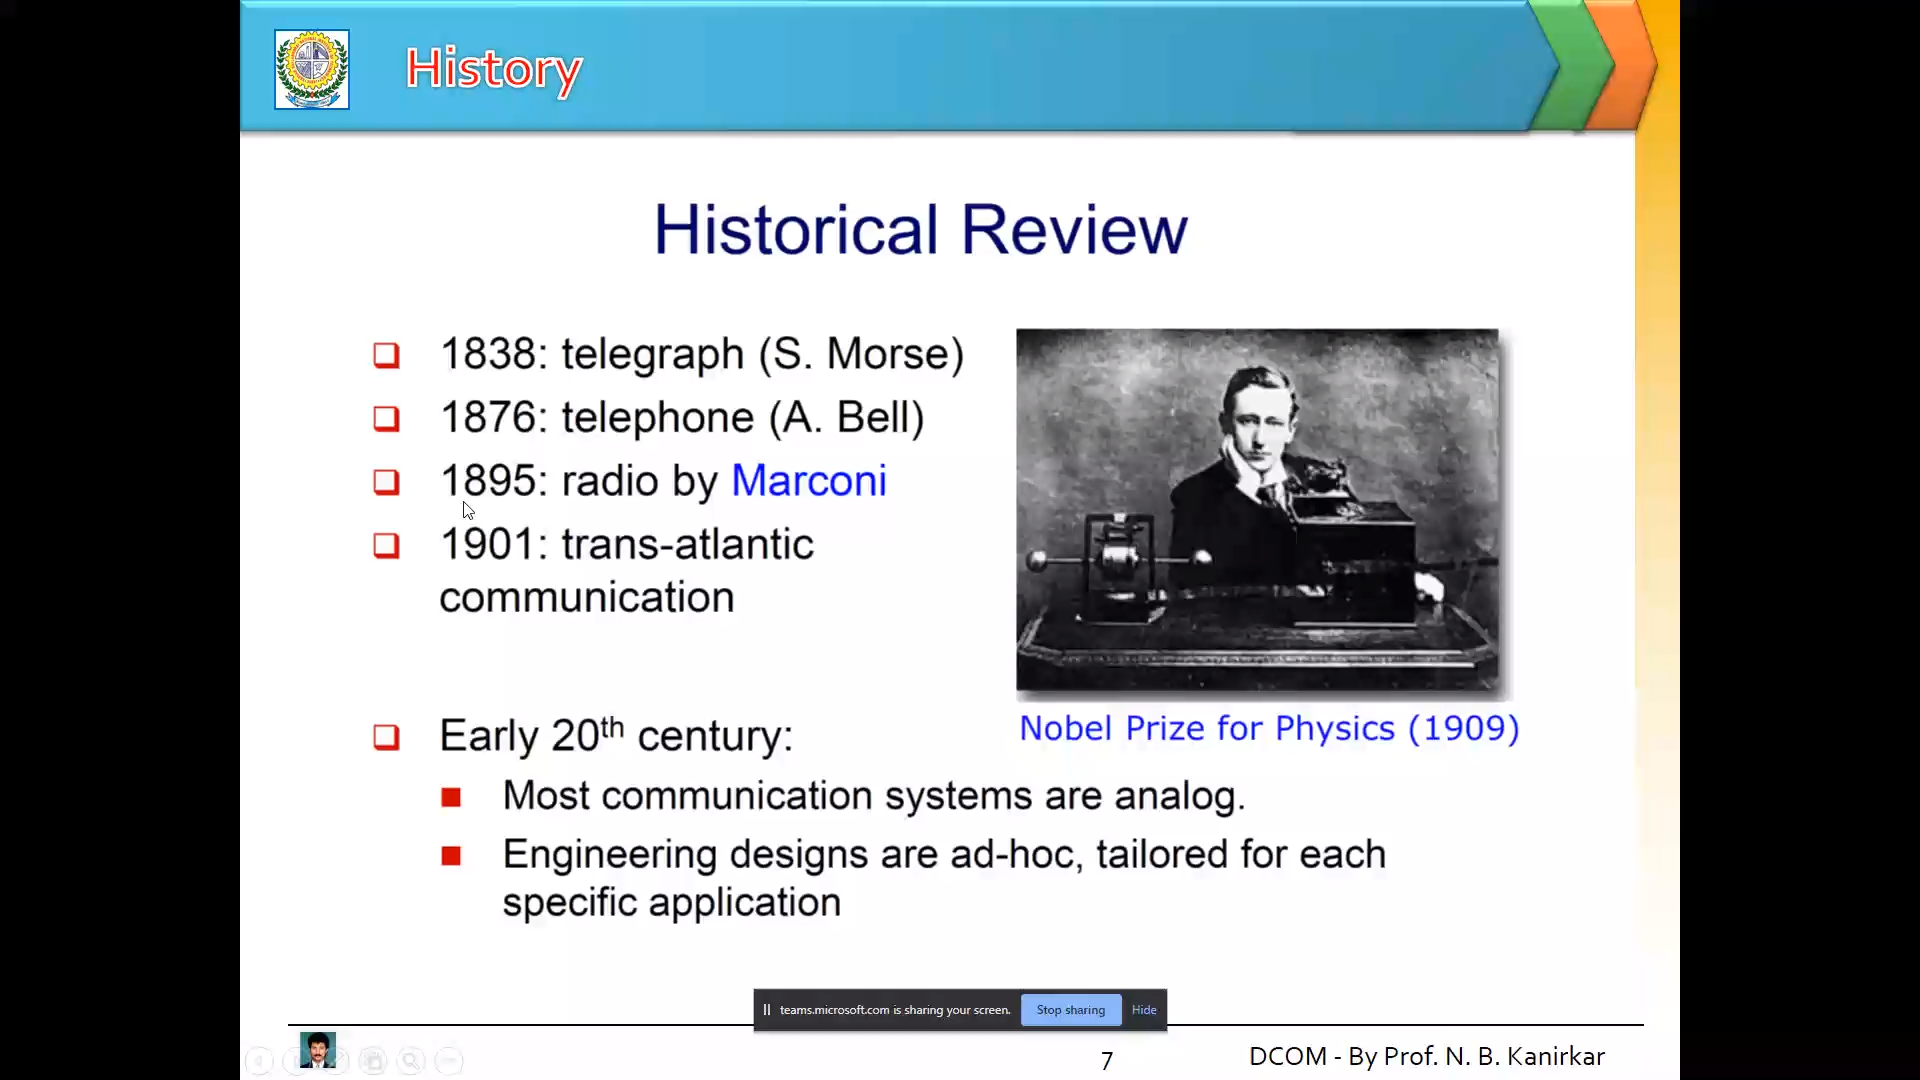 History
Historical Review
1838: telegraph (S. Morse)
1876: telephone (A. Bell)
1895: radio by Marconi
1901: trans-atlantic
communication
Nobel Prize for Physics (1909)
Early 20th century:
Most communication systems are analog.
Engineering designs are ad-hoc, tailored for each
specific application
teams.microsoft.com is sharing your screen. Stop sharing Hide
7
DCOM - By Prof. N. B. Kanirkar